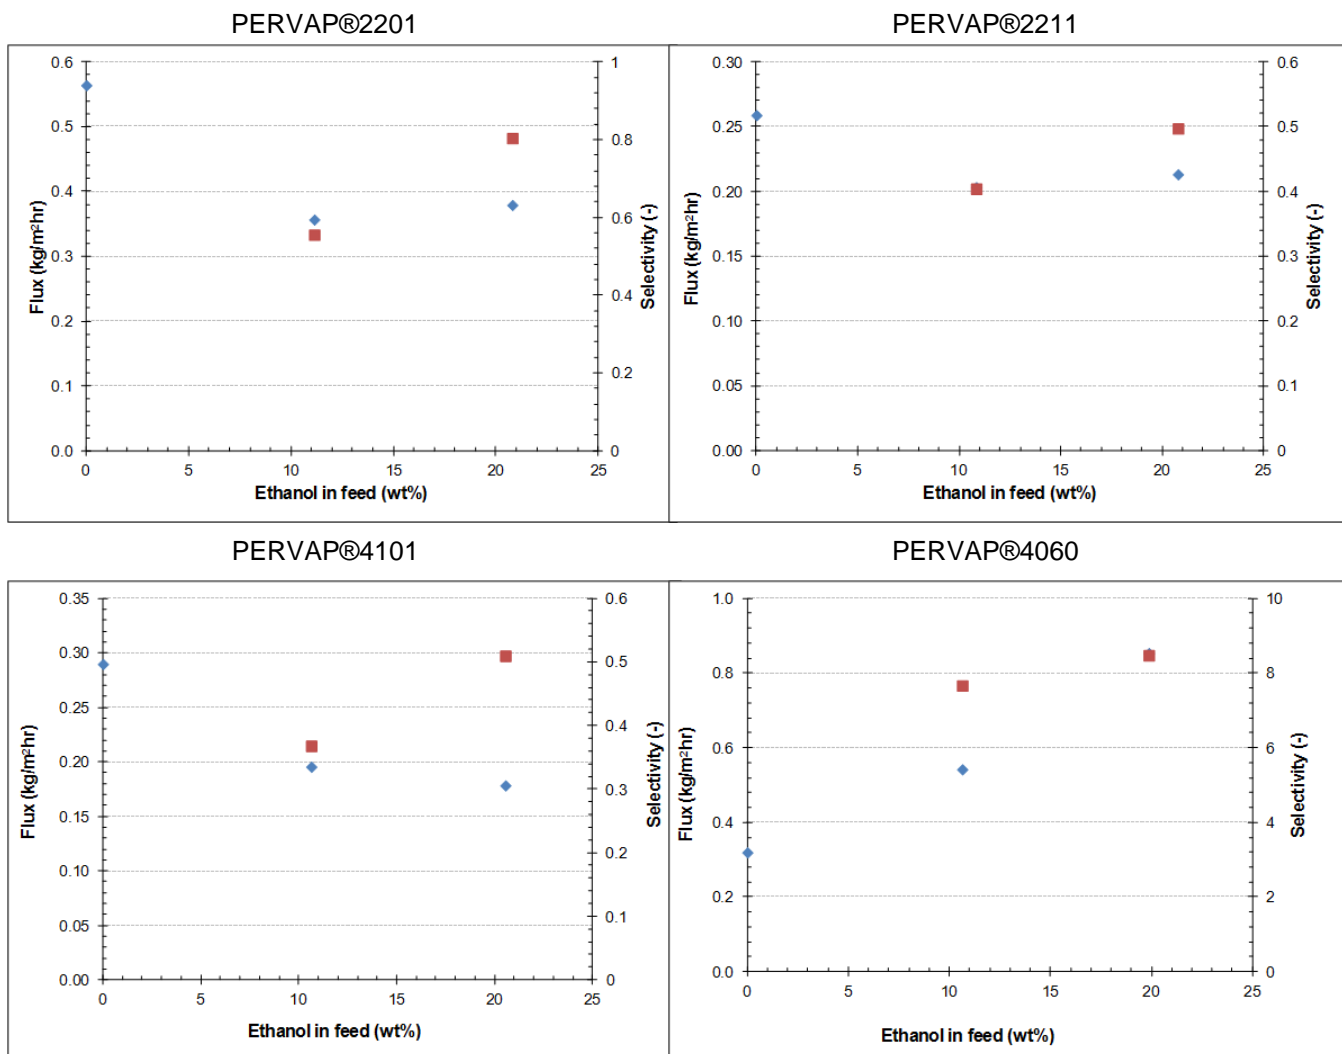 PERVAP®2201
PERVAP®2211
0.6
0.5
0.4
0.3
0.2
0.1
0.0
Flux (kg/m²hr)
1
0.8
0.6
0.4
0.2
0
Selectivity (-)
0 5 10 15 20 25
Ethanol in feed (wt%)
0.30
0.25
0.20
0.15
0.10
0.05
0.00
Flux (kg/m²hr)
0.6
0.5
0.4
0.3
0.2
0.1
0
Selectivity (-)
0 5 10 15 20 25
Ethanol in feed (wt%)
PERVAP®4101
PERVAP®4060
0.35
0.30
0.25
0.20
0.15
0.10
0.05
0.00
Flux (kg/m²hr)
0.6
0.5
0.4
0.3
0.2
0.1
0
Selectivity (-)
0 5 10 15 20 25
Ethanol in feed (wt%)
1.0
0.8
0.6
0.4
0.2
0.0
Flux (kg/m²hr)
10
8
6
4
2
0
Selectivity (-)
0 5 10 15 20 25
Ethanol in feed (wt%)